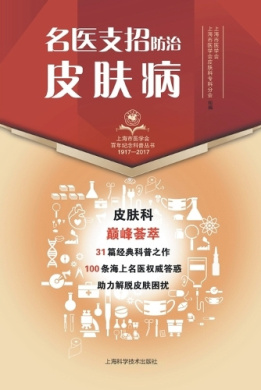 名医支招防治
皮肤病
上海市医学会
上海市医学会皮肤科专科分会
上海市医学会
百年纪念科普丛书
1917—2017
皮肤科
巅峰荟萃
31篇经典科普之作
100条海上名医权威答惑
助力解脱皮肤困扰
上海科学技术出版社